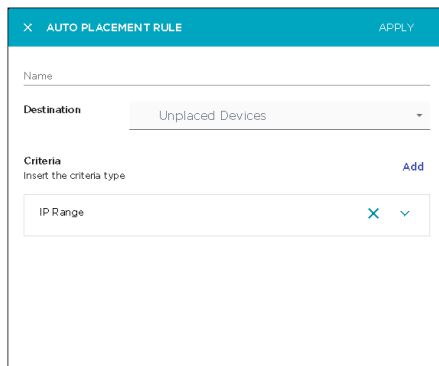 AUTO PLACEMENT RULE APPLY
Name
Destination Unplaced Devices
Criteria
Insert the criteria type Add
IP Range